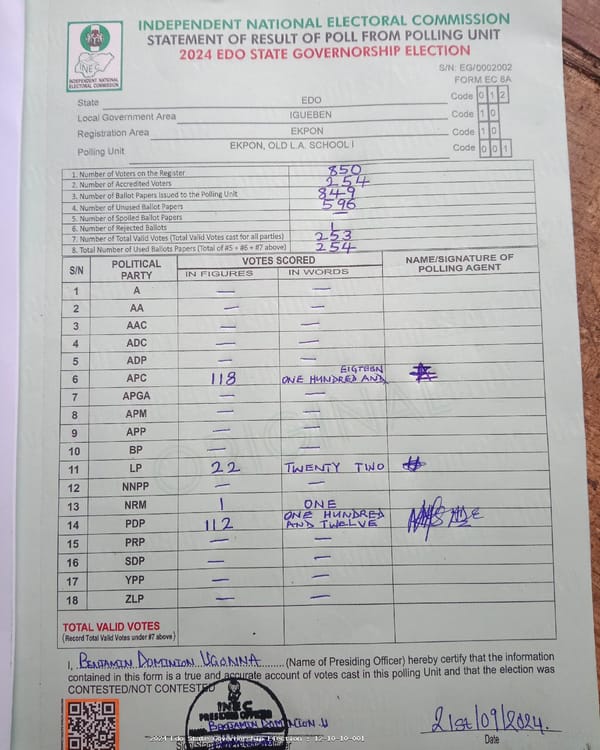 INDEPENDENT NATIONAL ELECTORAL COMMISSION
STATEMENT OF RESULT OF POLL FROM POLLING UNIT
2024 EDO STATE GOVERNORSHIP ELECTION
INEC
INDEPENDENT NATIONAL ELECTORAL COMMISSION
S/N: EG/0002002
FORM EC 8A
State EDO Code 0 1 2
Local Government Area IGUEBEN Code 1 0
Registration Area EKPON Code 1 0
Polling Unit EKPON, OLD L.A. SCHOOL I Code 0 0 1
1. Number of Voters on the Register 850
2. Number of Accredited Voters 254
3. Number of Ballot Papers Issued to the Polling Unit 849
4. Number of Unused Ballot Papers 596
5. Number of Spoiled Ballot Papers —
6. Number of Rejected Ballots 1
7. Number of Total Valid Votes (Total Valid Votes cast for all parties) 253
8. Total Number of Used Ballots Papers (Total of #5 + #6 + #7 above) 254
S/N POLITICAL PARTY VOTES SCORED NAME/SIGNATURE OF POLLING AGENT
IN FIGURES IN WORDS
1 A — —
2 AA — —
3 AAC — —
4 ADC — —
5 ADP — —
6 APC 118 ONE HUNDRED AND EIGTEEN
7 APGA — —
8 APM — —
9 APP — —
10 BP — —
11 LP 22 TWENTY TWO
12 NNPP — —
13 NRM 1 ONE
14 PDP 112 ONE HUNDRED AND TWELVE
15 PRP — —
16 SDP — —
17 YPP — —
18 ZLP — —
ORIGINAL
TOTAL VALID VOTES
(Record Total Valid Votes under #7 above)
I, BENJAMIN DOMINION UGONNA (Name of Presiding Officer) hereby certify that the information
contained in this form is a true and accurate account of votes cast in this polling Unit and that the election was
CONTESTED/NOT CONTESTED
INEC
PRESIDING OFFICER
BENJAMIN DOMINION U
21st/09/2024.
2024 Edo State Governorship Election : 12-10-10-001
Date